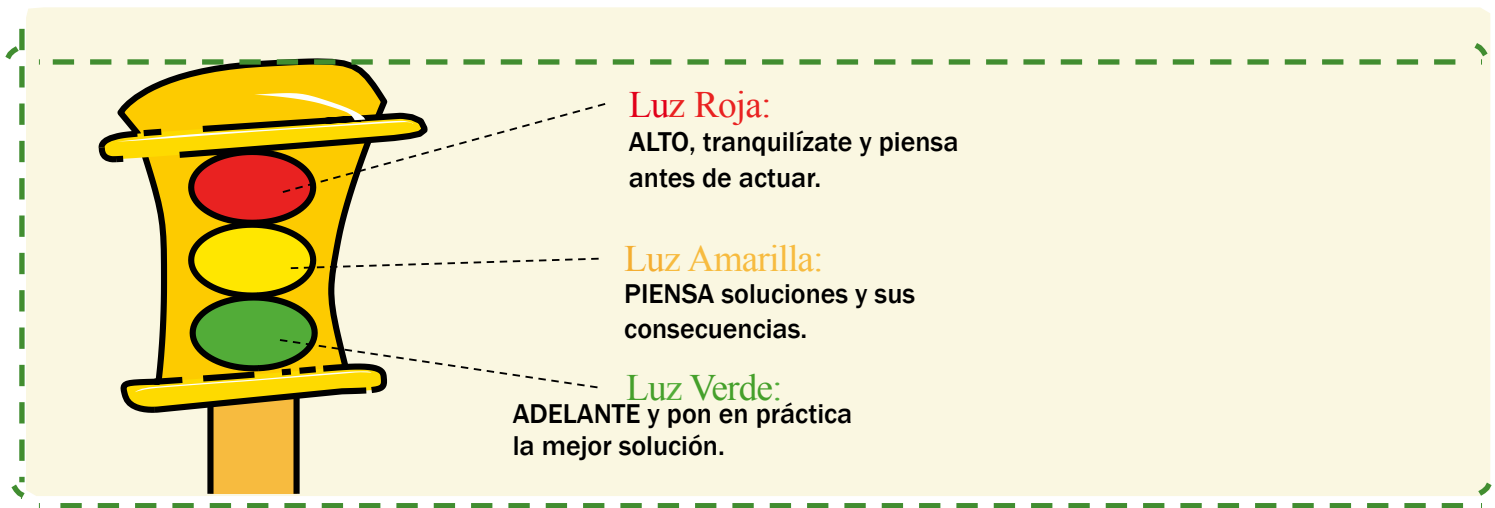 Luz Roja:
ALTO, tranquilízate y piensa
antes de actuar.
Luz Amarilla:
PIENSA soluciones y sus
consecuencias.
Luz Verde:
ADELANTE y pon en práctica
la mejor solución.